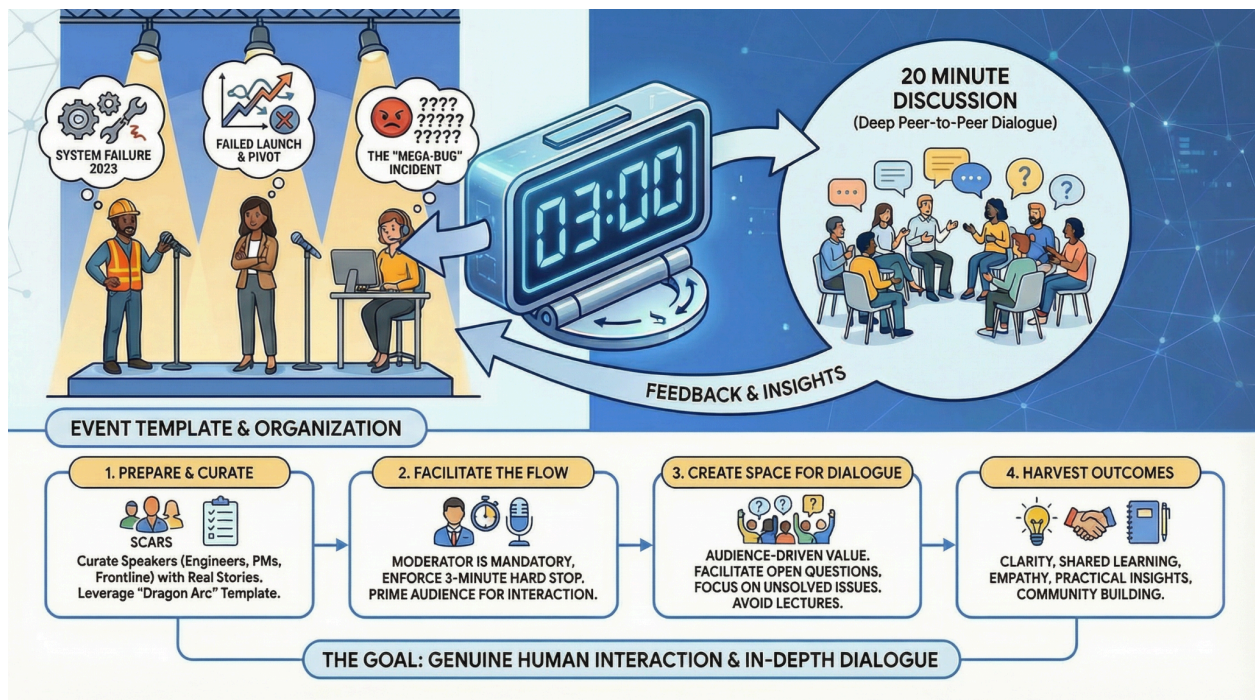 SYSTEM FAILURE
2023
FAILED LAUNCH
& PIVOT
????
?????
?????
THE "MEGA-BUG"
INCIDENT
03:00
20 MINUTE
DISCUSSION
(Deep Peer-to-Peer Dialogue)
?
?
FEEDBACK & INSIGHTS
EVENT TEMPLATE & ORGANIZATION
1. PREPARE & CURATE
SCARS
Curate Speakers (Engineers, PMs,
Frontline) with Real Stories.
Leverage "Dragon Arc" Template.
2. FACILITATE THE FLOW
MODERATOR IS MANDATORY,
ENFORCE 3-MINUTE HARD STOP.
PRIME AUDIENCE FOR INTERACTION.
3. CREATE SPACE FOR DIALOGUE
? ? ?
AUDIENCE-DRIVEN VALUE.
FACILITATE OPEN QUESTIONS,
FOCUS ON UNSOLVED ISSUES.
AVOID LECTURES.
4. HARVEST OUTCOMES
CLARITY, SHARED LEARNING,
EMPATHY, PRACTICAL INSIGHTS,
COMMUNITY BUILDING.
THE GOAL: GENUINE HUMAN INTERACTION & IN-DEPTH DIALOGUE